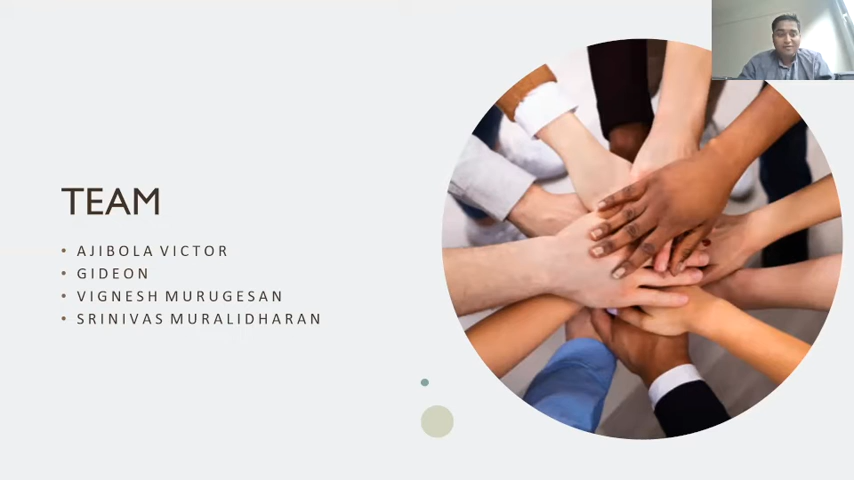 TEAM
AJIBOLA VICTOR
GIDEON
VIGNESH MURUGESAN
SRINIVAS MURALIDHARAN